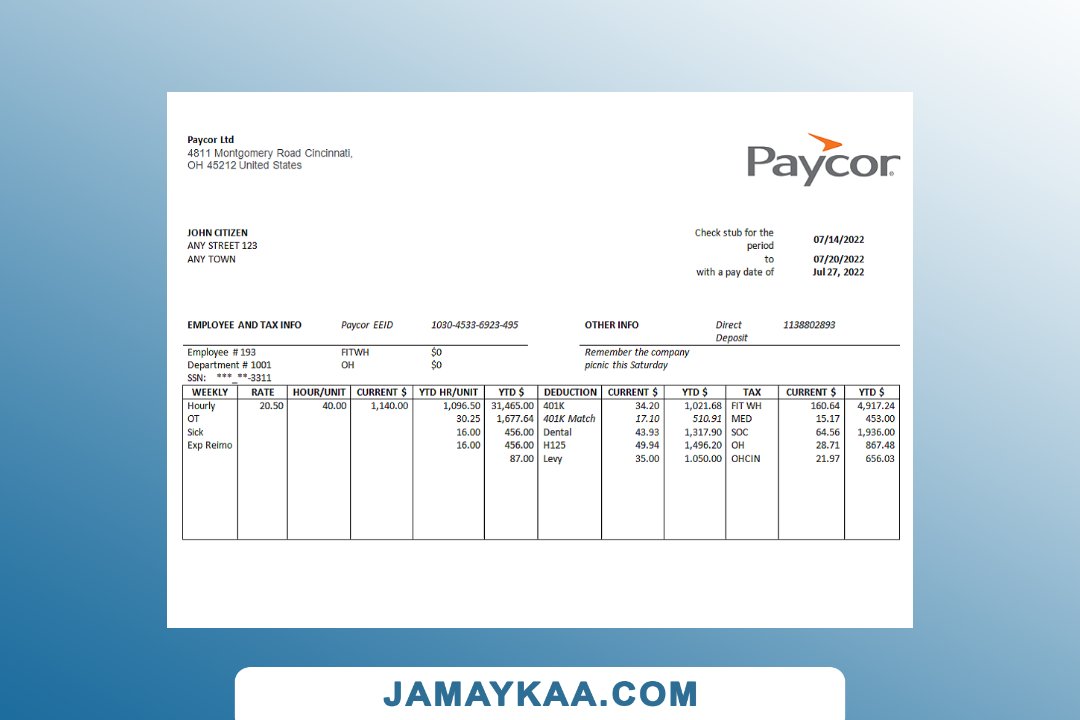 Paycor Ltd
4811 Montgomery Road Cincinnati,
OH 45212 United States
Paycor®
JOHN CITIZEN
ANY STREET 123
ANY TOWN
Check stub for the period 07/14/2022
to 07/20/2022
with a pay date of Jul 27, 2022
EMPLOYEE AND TAX INFO Paycor EEID 1030-4533-6923-495
Employee # 193 FITWH $0
Department # 1001 OH $0
SSN: ***_**-3311
OTHER INFO Direct Deposit 1138802893
Remember the company
picnic this Saturday
WEEKLY RATE HOUR/UNIT CURRENT $ YTD HR/UNIT YTD $ DEDUCTION CURRENT $ YTD $ TAX CURRENT $ YTD $
Hourly 20.50 40.00 1,140.00 1,096.50 31,465.00 401K 34.20 1,021.68 FIT WH 160.64 4,917.24
OT 30.25 1,677.64 401K Match 17.10 510.91 MED 15.17 453.00
Sick 16.00 456.00 Dental 43.93 1,317.90 SOC 64.56 1,936.00
Exp Reimo 16.00 456.00 H125 49.94 1,496.20 OH 28.71 867.48
87.00 Levy 35.00 1.050.00 OHCIN 21.97 656.03
JAMAYKAA.COM